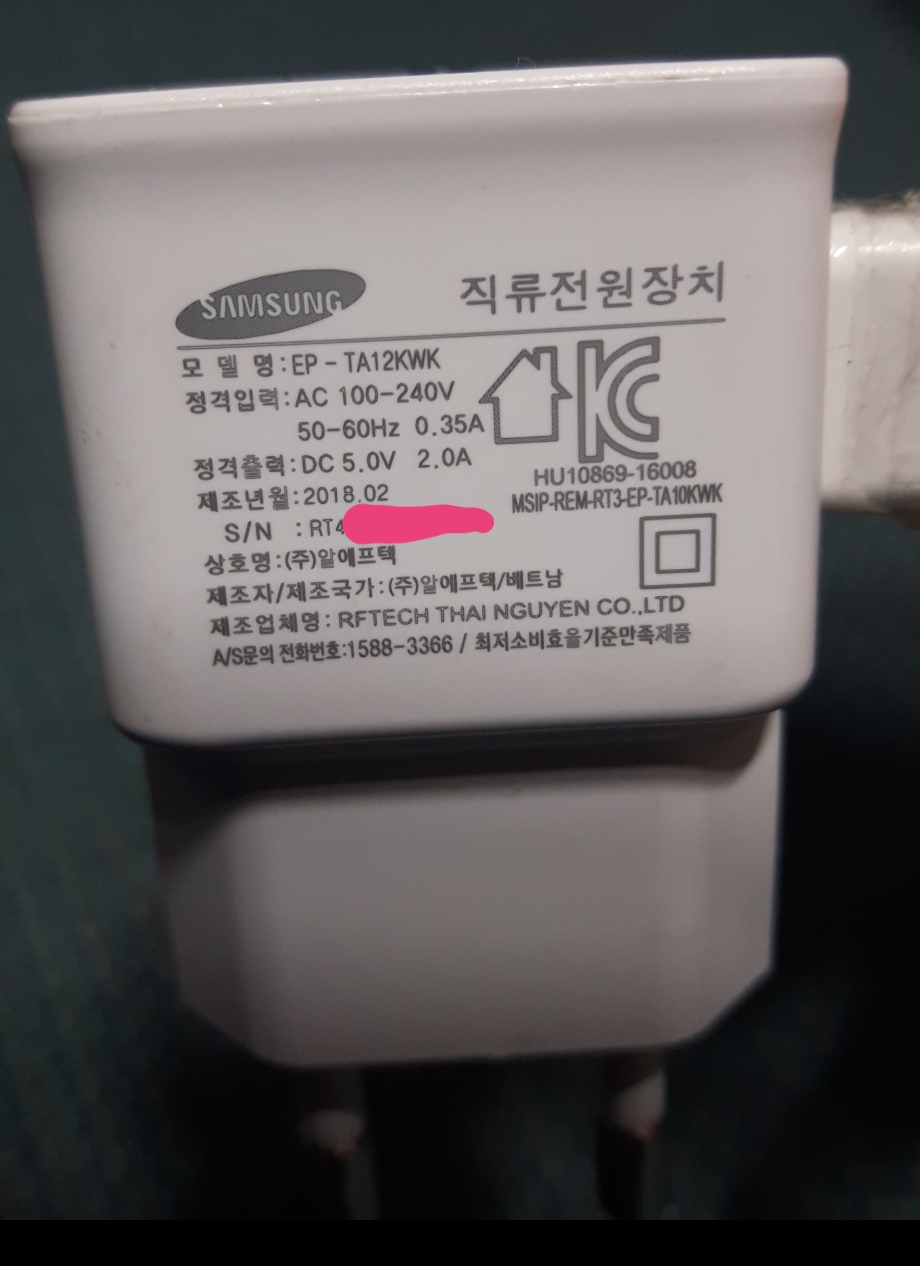 SAMSUNG
직류전원장치
모 델 명:EP - TA12KWK
정격입력:AC 100-240V
50-60Hz 0.35A
정격출력:DC 5.0V 2.0A
제조년월:2018.02
S/N :RT4
상호명:(주)알에프텍
제조자/제조국가:(주)알에프텍/베트남
제조업체명: RFTECH THAI NGUYEN CO.,LTD
A/S문의 전화번호:1588-3366 / 최저소비효율기준만족제품
KC
HU10869-16008
MSIP-REM-RT3-EP-TA10KWK